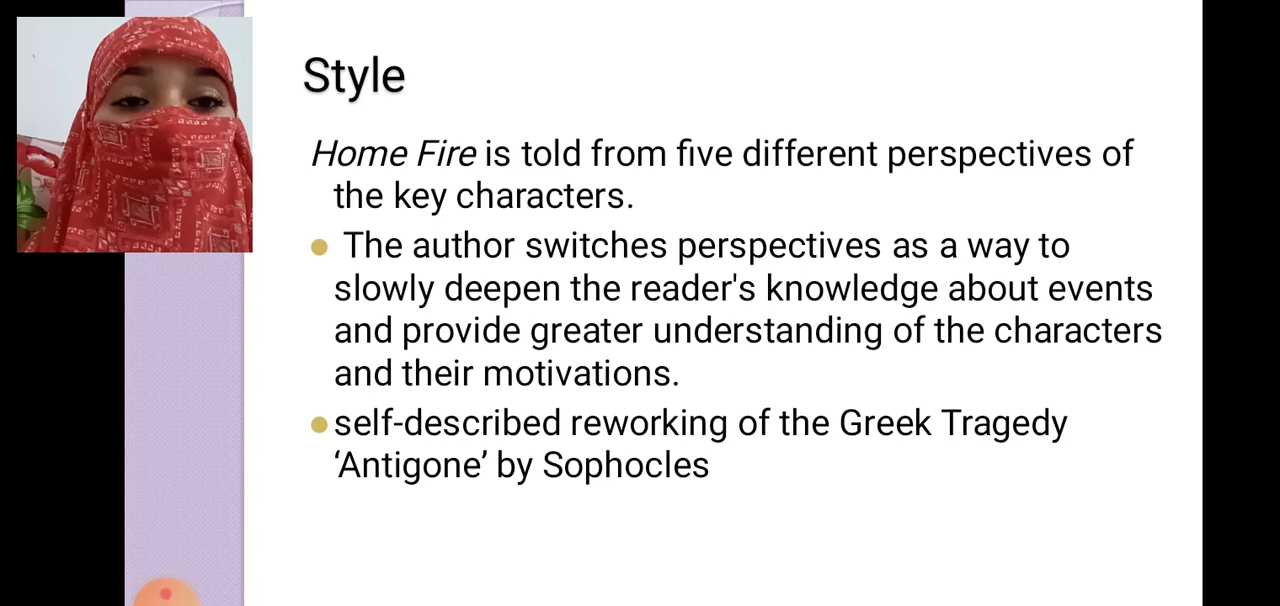 Style
Home Fire is told from five different perspectives of
the key characters.
The author switches perspectives as a way to
slowly deepen the reader's knowledge about events
and provide greater understanding of the characters
and their motivations.
self-described reworking of the Greek Tragedy
‘Antigone’ by Sophocles